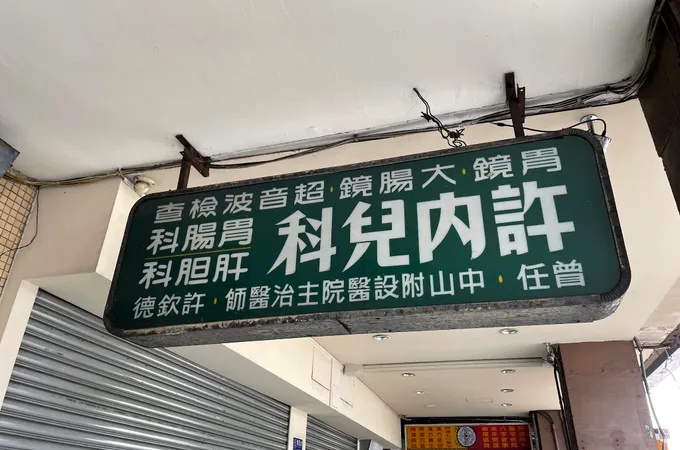 胃鏡·大腸鏡·超音波檢查
許內兒科
胃腸科
肝胆科
曾任·中山附設醫院主治醫師·許欽德